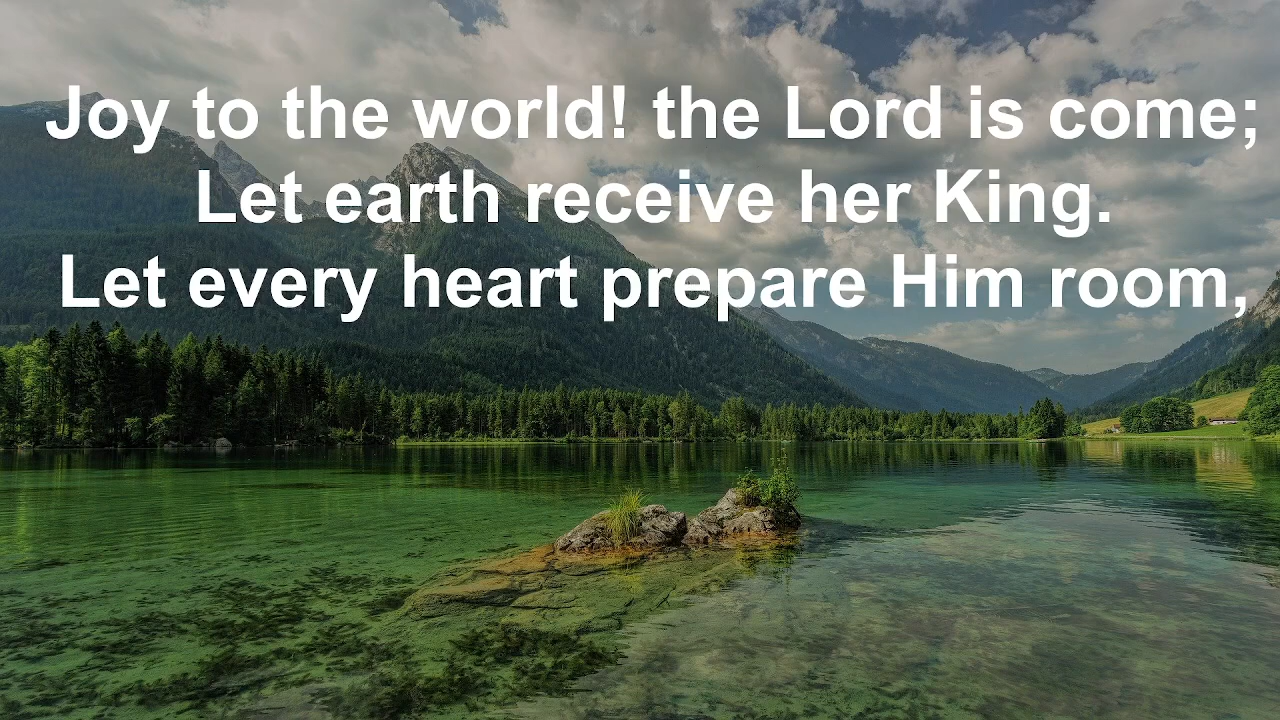 Joy to the world! the Lord is come;
Let earth receive her King.
Let every heart prepare Him room,